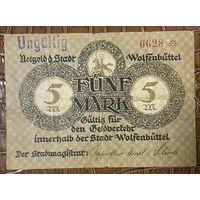 Ungültig
6628
Notgeld d. Stadt Wolfenbüttel
5 M FÜNF MARK 5 M
Gültig für
den Geldverkehr
innerhalb der Stadt Wolfenbüttel.
Der Stadtmagistrat: